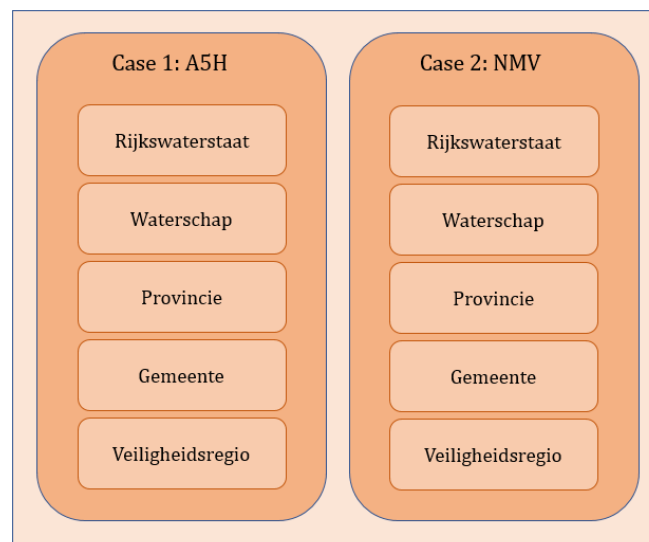 Case 1: A5H
Rijkswaterstaat
Waterschap
Provincie
Gemeente
Veiligheidsregio
Case 2: NMV
Rijkswaterstaat
Waterschap
Provincie
Gemeente
Veiligheidsregio